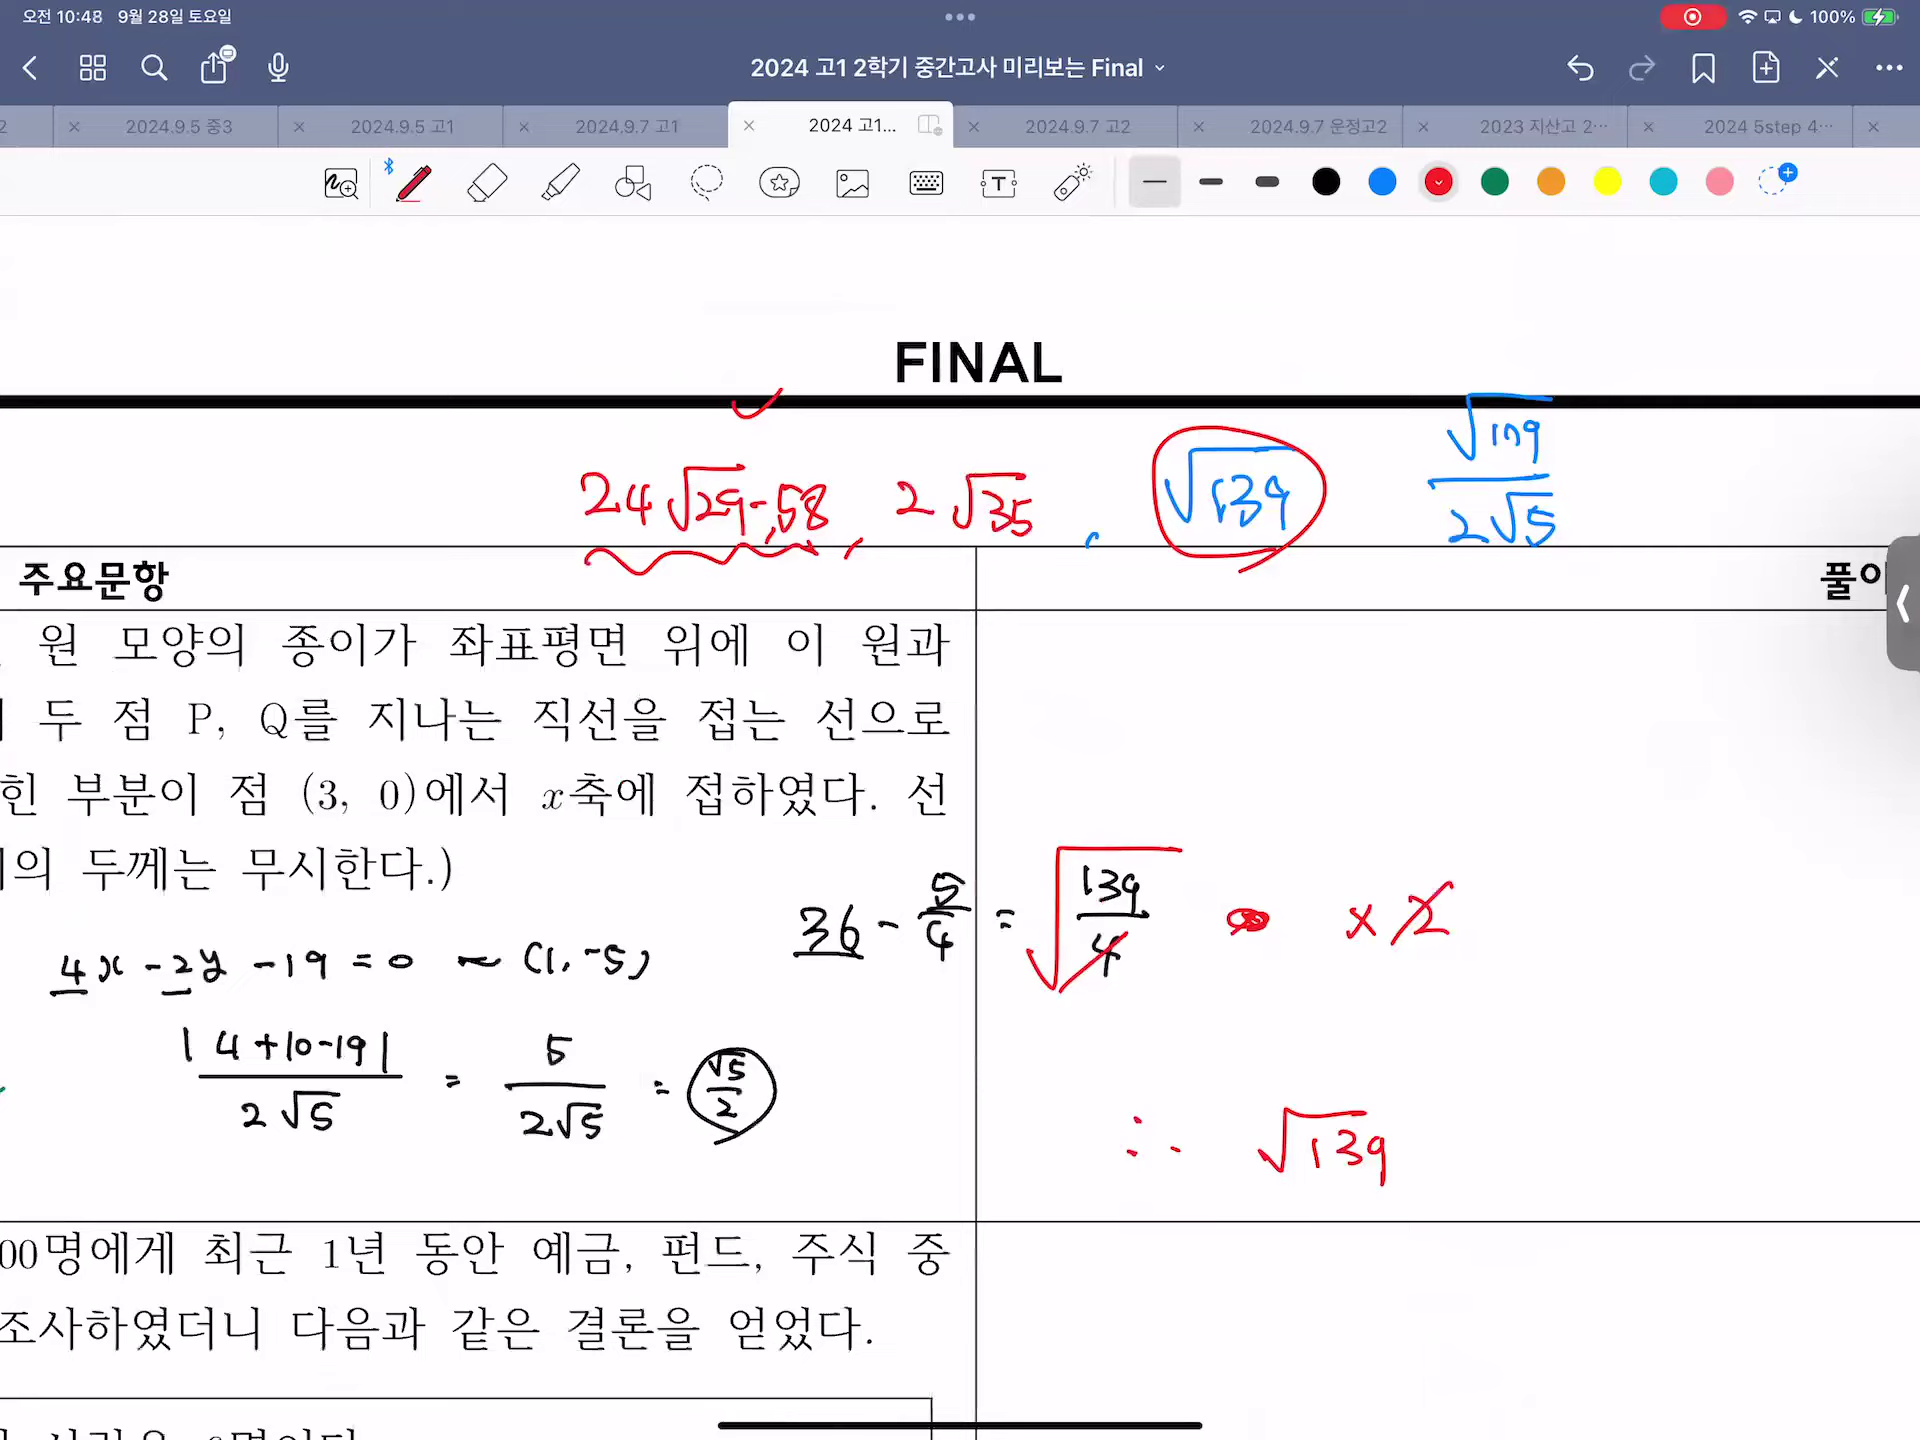 오전 10:48 9월 28일 토요일
100%
2024 고1 2학기 중간고사 미리보는 Final
2 × 2024.9.5 중3 × 2024.9.5 고1 × 2024.9.7 고1 × 2024 고1... × 2024.9.7 고2 × 2024.9.7 운정고2 × 2023 지산고 2… × 2024 5step 4… ×
FINAL
24√29-58, 2√35, √139 √109/2√5
주요문항
풀이
원 모양의 종이가 좌표평면 위에 이 원과
두 점 P, Q를 지나는 직선을 접는 선으로
힌 부분이 점 (3, 0)에서 x축에 접하였다. 선
의 두께는 무시한다.)
36 - 5/4 = √139/4 × 2
4x -2y -19 = 0 ~ (1, -5)
|4+10-19|/2√5 = 5/2√5 = √5/2
∴ √139
00명에게 최근 1년 동안 예금, 펀드, 주식 중
조사하였더니 다음과 같은 결론을 얻었다.